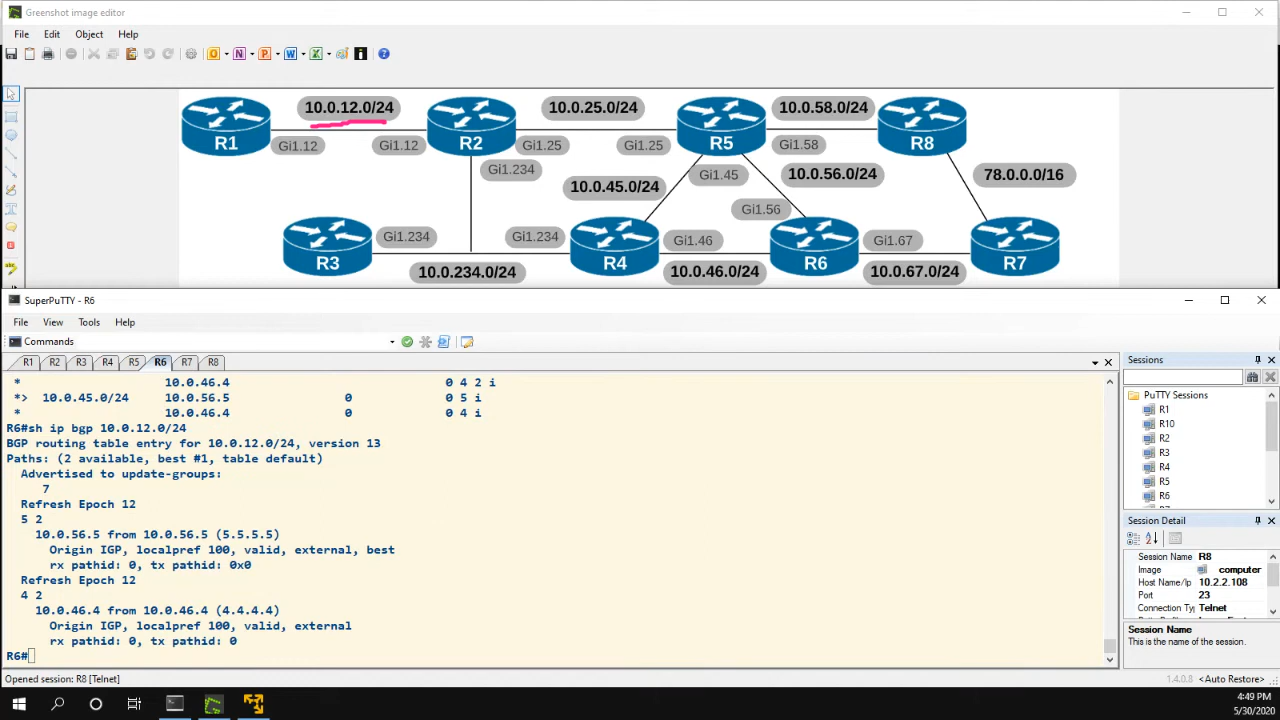 Greenshot image editor
File Edit Object Help
10.0.12.0/24 10.0.25.0/24 10.0.58.0/24
R1 R2 R5 R8
Gi1.12 Gi1.12 Gi1.25 Gi1.25 Gi1.58
Gi1.234 Gi1.45 10.0.56.0/24 78.0.0.0/16
10.0.45.0/24
Gi1.56
Gi1.234 Gi1.234 Gi1.46 Gi1.67
R3 R4 R6 R7
10.0.234.0/24 10.0.46.0/24 10.0.67.0/24
SuperPuTTY - R6
File View Tools Help
Commands
R1 R2 R3 R4 R5 R6 R7 R8
* 10.0.46.4 0 4 2 i
*> 10.0.45.0/24 10.0.56.5 0 0 5 i
* 10.0.46.4 0 0 4 i
R6#sh ip bgp 10.0.12.0/24
BGP routing table entry for 10.0.12.0/24, version 13
Paths: (2 available, best #1, table default)
Advertised to update-groups:
7
Refresh Epoch 12
5 2
10.0.56.5 from 10.0.56.5 (5.5.5.5)
Origin IGP, localpref 100, valid, external, best
rx pathid: 0, tx pathid: 0x0
Refresh Epoch 12
4 2
10.0.46.4 from 10.0.46.4 (4.4.4.4)
Origin IGP, localpref 100, valid, external
rx pathid: 0, tx pathid: 0
R6#
Sessions
PuTTY Sessions
R1
R10
R2
R3
R4
R5
R6
Session Detail
Session Name R8
Image computer
Host Name/Ip 10.2.2.108
Port 23
Connection Ty Telnet
Session Name
This is the name of the session.
Opened session: R8 [Telnet] 1.4.0.8 <Auto Restore>
4:49 PM
5/30/2020